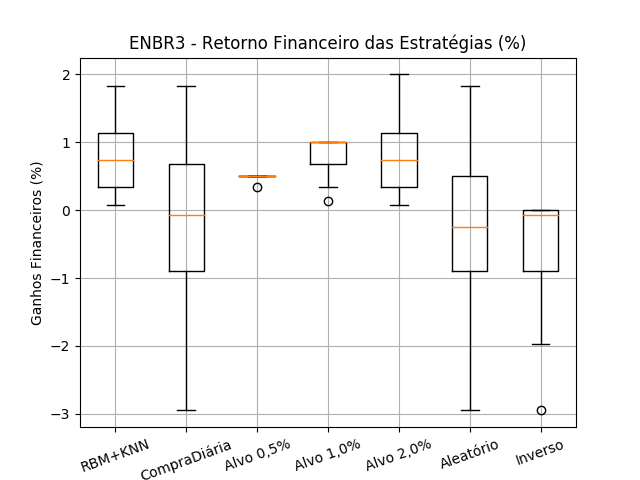 ENBR3 - Retorno Financeiro das Estratégias (%)
Ganhos Financeiros (%)
2
1
0
−1
−2
−3
RBM+KNN
CompraDiária
Alvo 0,5%
Alvo 1,0%
Alvo 2,0%
Aleatório
Inverso